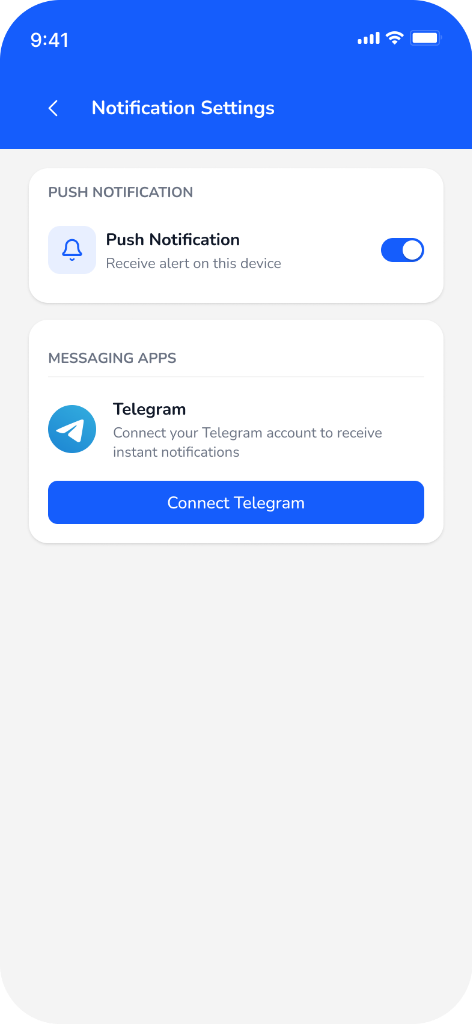 9:41
Notification Settings
PUSH NOTIFICATION
Push Notification
Receive alert on this device
MESSAGING APPS
Telegram
Connect your Telegram account to receive
instant notifications
Connect Telegram